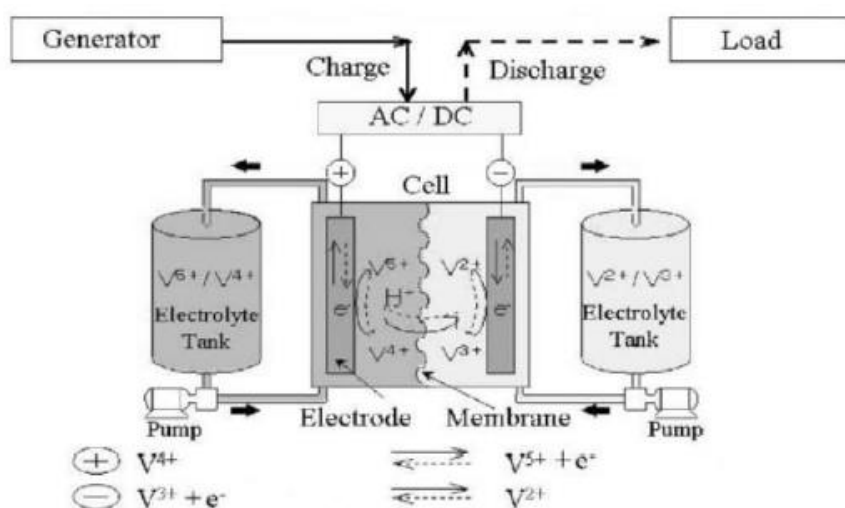 Generator
Load
Charge
Discharge
AC / DC
+
Cell
−
V⁵⁺/V⁴⁺
Electrolyte
Tank
e⁻
V⁵⁺
H⁺
V⁴⁺
V²⁺
V³⁺
e⁻
V²⁺/V³⁺
Electrolyte
Tank
Pump
Electrode
Membrane
Pump
+ V⁴⁺ V⁵⁺ + e⁻
− V³⁺ + e⁻ V²⁺